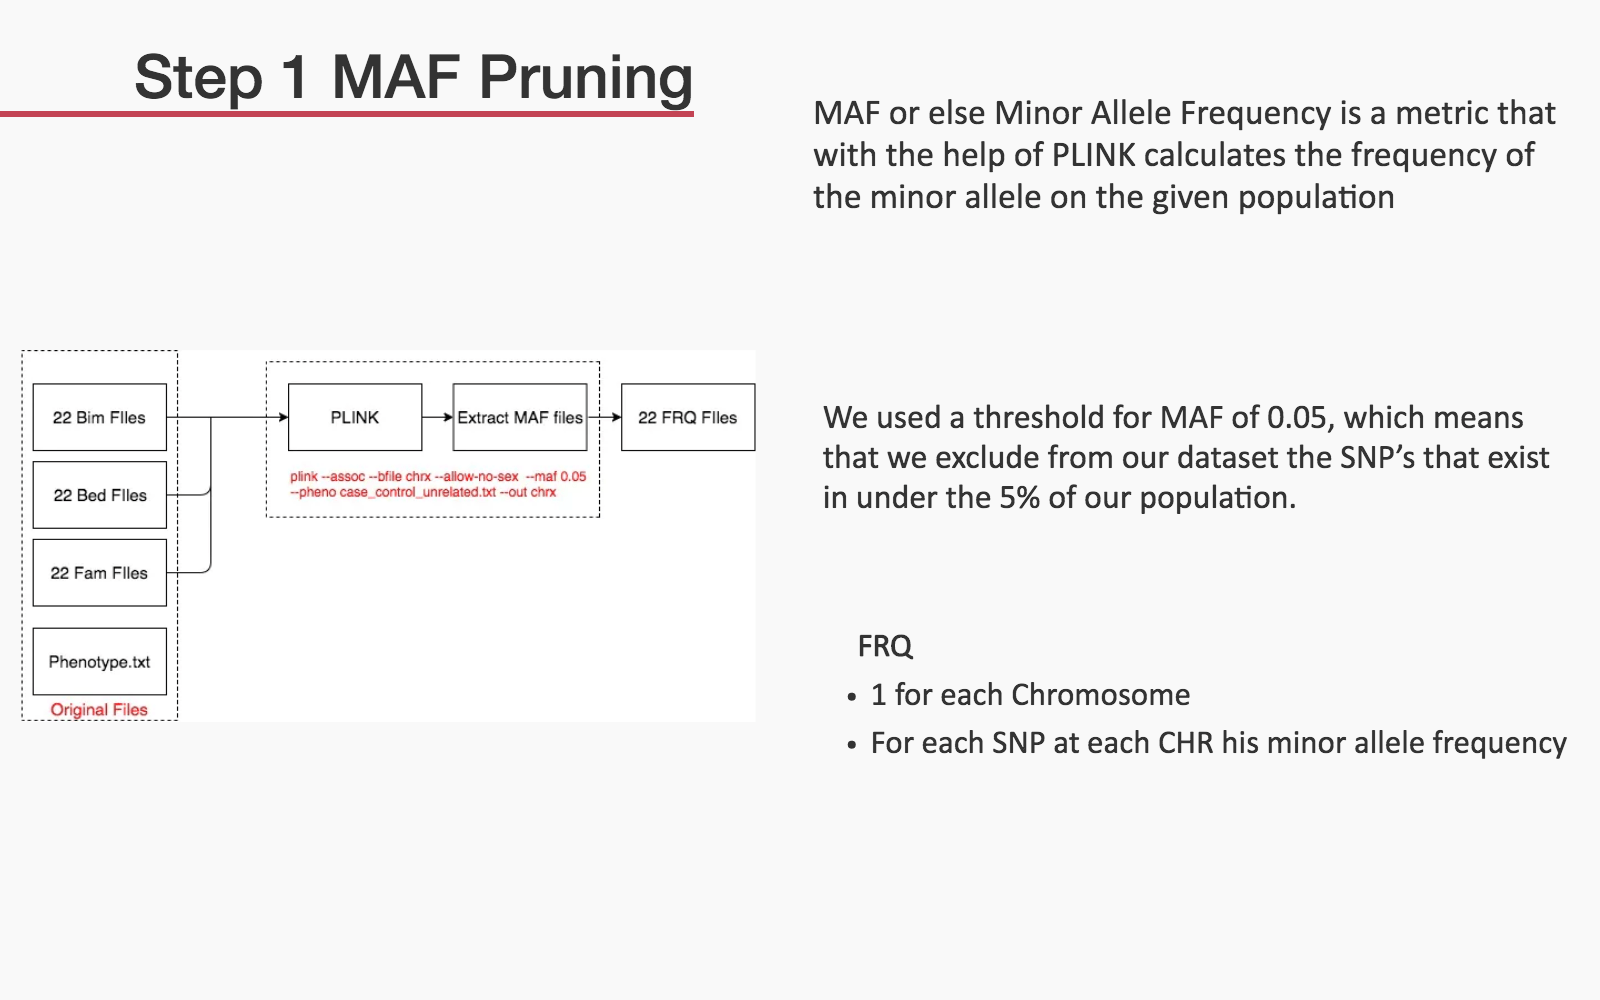 Step 1 MAF Pruning
MAF or else Minor Allele Frequency is a metric that
with the help of PLINK calculates the frequency of
the minor allele on the given population
22 Bim FIles
22 Bed FIles
22 Fam FIles
Phenotype.txt
Original Files
PLINK
Extract MAF files
22 FRQ FIles
plink --assoc --bfile chrx --allow-no-sex --maf 0.05
--pheno case_control_unrelated.txt --out chrx
We used a threshold for MAF of 0.05, which means
that we exclude from our dataset the SNP’s that exist
in under the 5% of our population.
FRQ
• 1 for each Chromosome
• For each SNP at each CHR his minor allele frequency